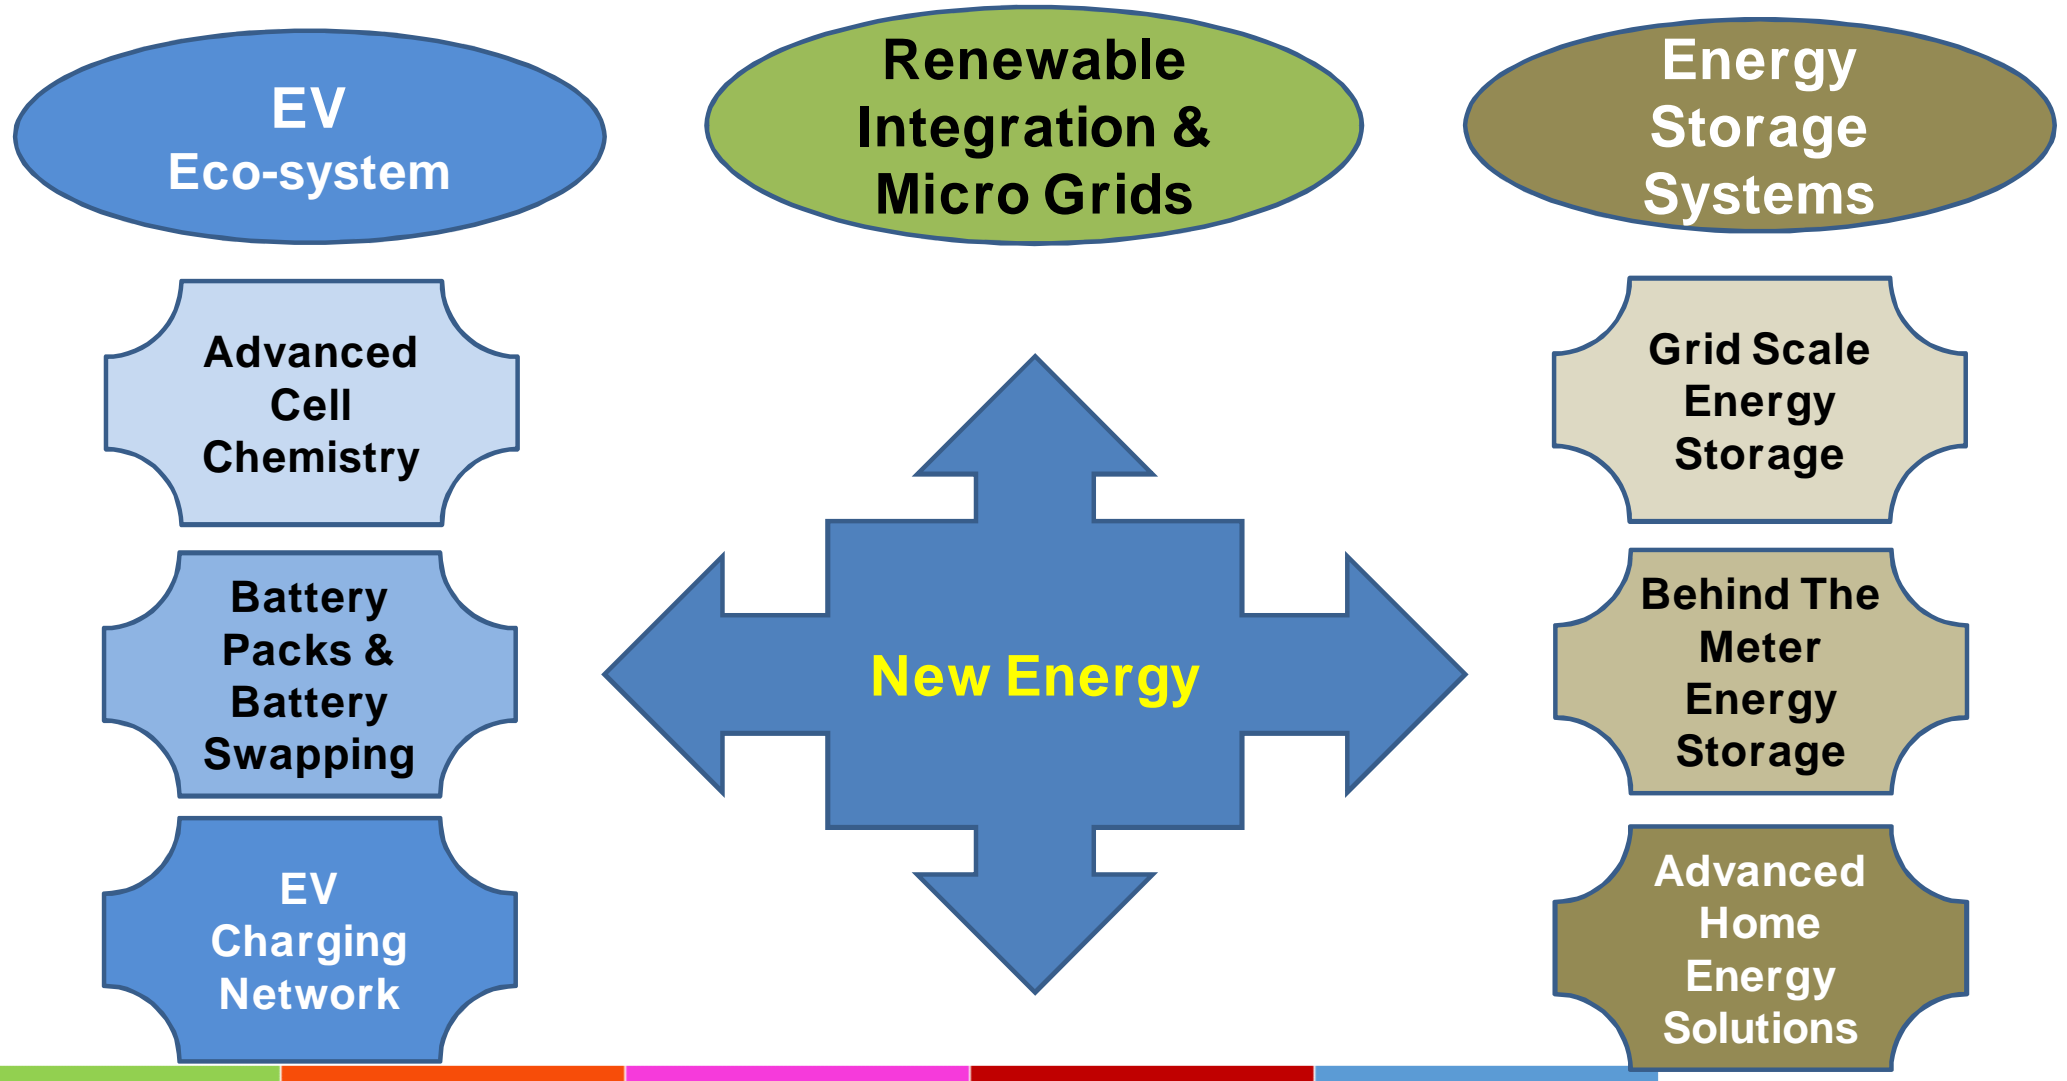 EV
Eco-system
Renewable
Integration &
Micro Grids
Energy
Storage
Systems
Advanced
Cell
Chemistry
Battery
Packs &
Battery
Swapping
EV
Charging
Network
New Energy
Grid Scale
Energy
Storage
Behind The
Meter
Energy
Storage
Advanced
Home
Energy
Solutions